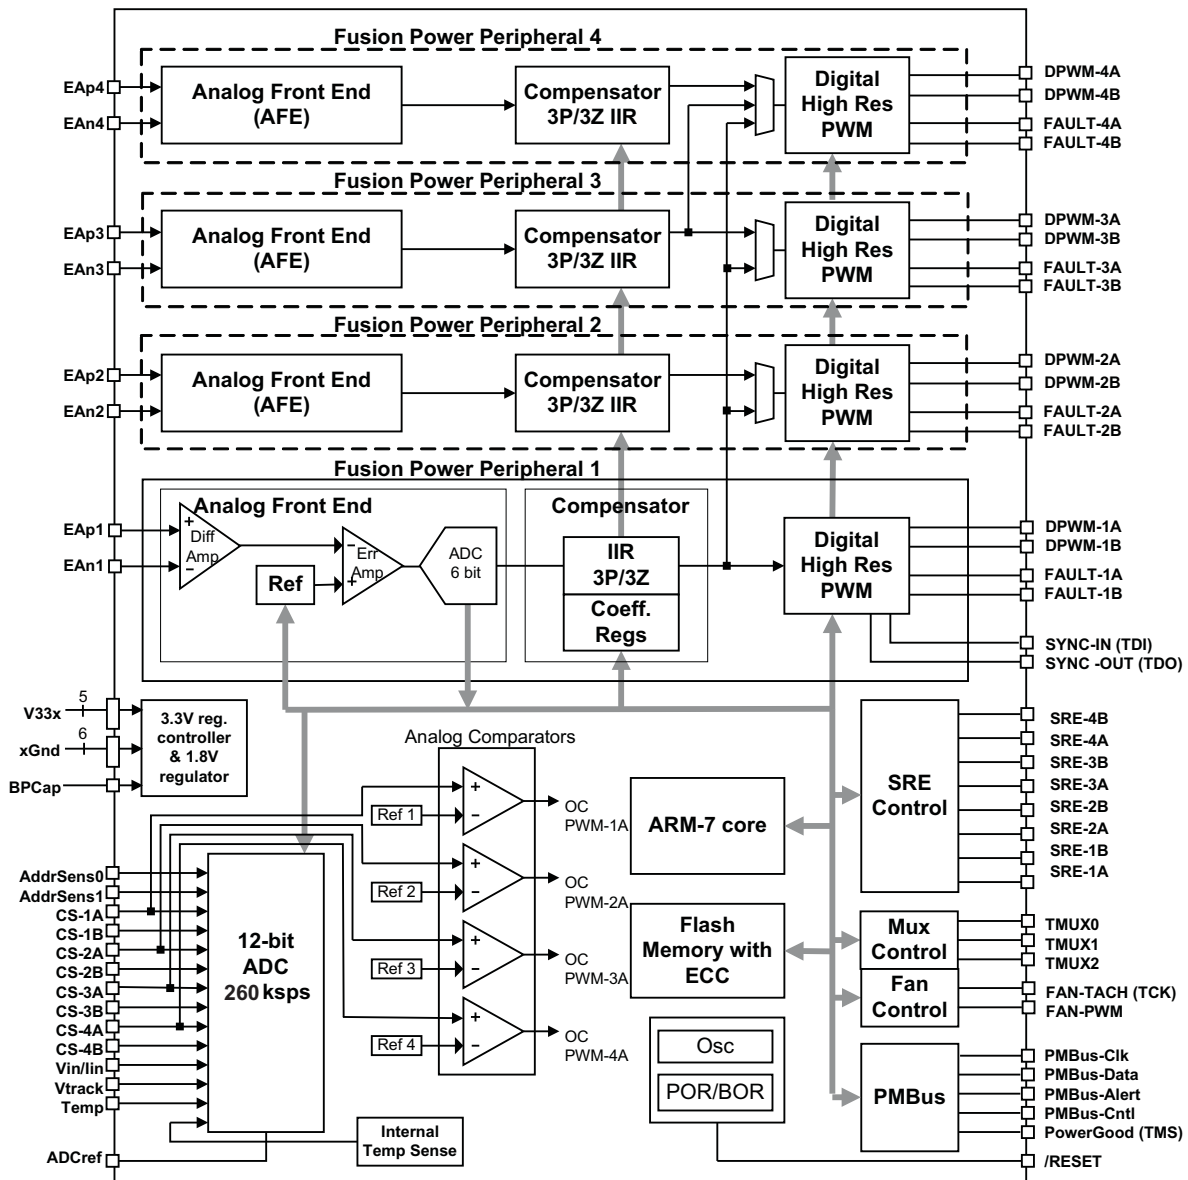 Fusion Power Peripheral 4
EAp4
EAn4
Analog Front End
(AFE)
Compensator
3P/3Z IIR
Digital
High Res
PWM
DPWM-4A
DPWM-4B
FAULT-4A
FAULT-4B
Fusion Power Peripheral 3
EAp3
EAn3
Analog Front End
(AFE)
Compensator
3P/3Z IIR
Digital
High Res
PWM
DPWM-3A
DPWM-3B
FAULT-3A
FAULT-3B
Fusion Power Peripheral 2
EAp2
EAn2
Analog Front End
(AFE)
Compensator
3P/3Z IIR
Digital
High Res
PWM
DPWM-2A
DPWM-2B
FAULT-2A
FAULT-2B
Fusion Power Peripheral 1
EAp1
EAn1
Analog Front End
+
Diff
Amp
−
Ref
−
Err
Amp
+
ADC
6 bit
Compensator
IIR
3P/3Z
Coeff.
Regs
Digital
High Res
PWM
DPWM-1A
DPWM-1B
FAULT-1A
FAULT-1B
SYNC-IN (TDI)
SYNC -OUT (TDO)
V33x
5
xGnd
6
BPCap
3.3V reg.
controller
& 1.8V
regulator
Analog Comparators
Ref 1
+
−
OC
PWM-1A
Ref 2
+
−
OC
PWM-2A
Ref 3
+
−
OC
PWM-3A
Ref 4
+
−
OC
PWM-4A
AddrSens0
AddrSens1
CS-1A
CS-1B
CS-2A
CS-2B
CS-3A
CS-3B
CS-4A
CS-4B
Vin/Iin
Vtrack
Temp
ADCref
12-bit
ADC
260 ksps
Internal
Temp Sense
ARM-7 core
Flash
Memory with
ECC
Osc
POR/BOR
SRE
Control
SRE-4B
SRE-4A
SRE-3B
SRE-3A
SRE-2B
SRE-2A
SRE-1B
SRE-1A
Mux
Control
TMUX0
TMUX1
TMUX2
Fan
Control
FAN-TACH (TCK)
FAN-PWM
PMBus
PMBus-Clk
PMBus-Data
PMBus-Alert
PMBus-Cntl
PowerGood (TMS)
/RESET